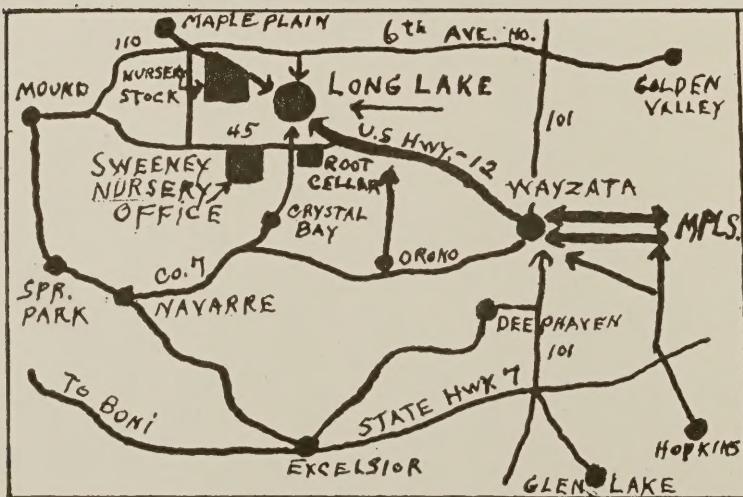 MAPLE PLAIN
6th AVE. NO.
110
NURSERY
STOCK
LONG LAKE
GOLDEN
VALLEY
MOUND
101
45
U.S HWY.-12
SWEENEY
NURSERY
OFFICE
ROOT
CELLAR
WAYZATA
CRYSTAL
BAY
MPLS.
ORONO
CO. 7
SPR.
PARK
NAVARRE
DEEPHAVEN
101
TO BONI
STATE HWY 7
HOPKINS
EXCELSIOR
GLEN LAKE